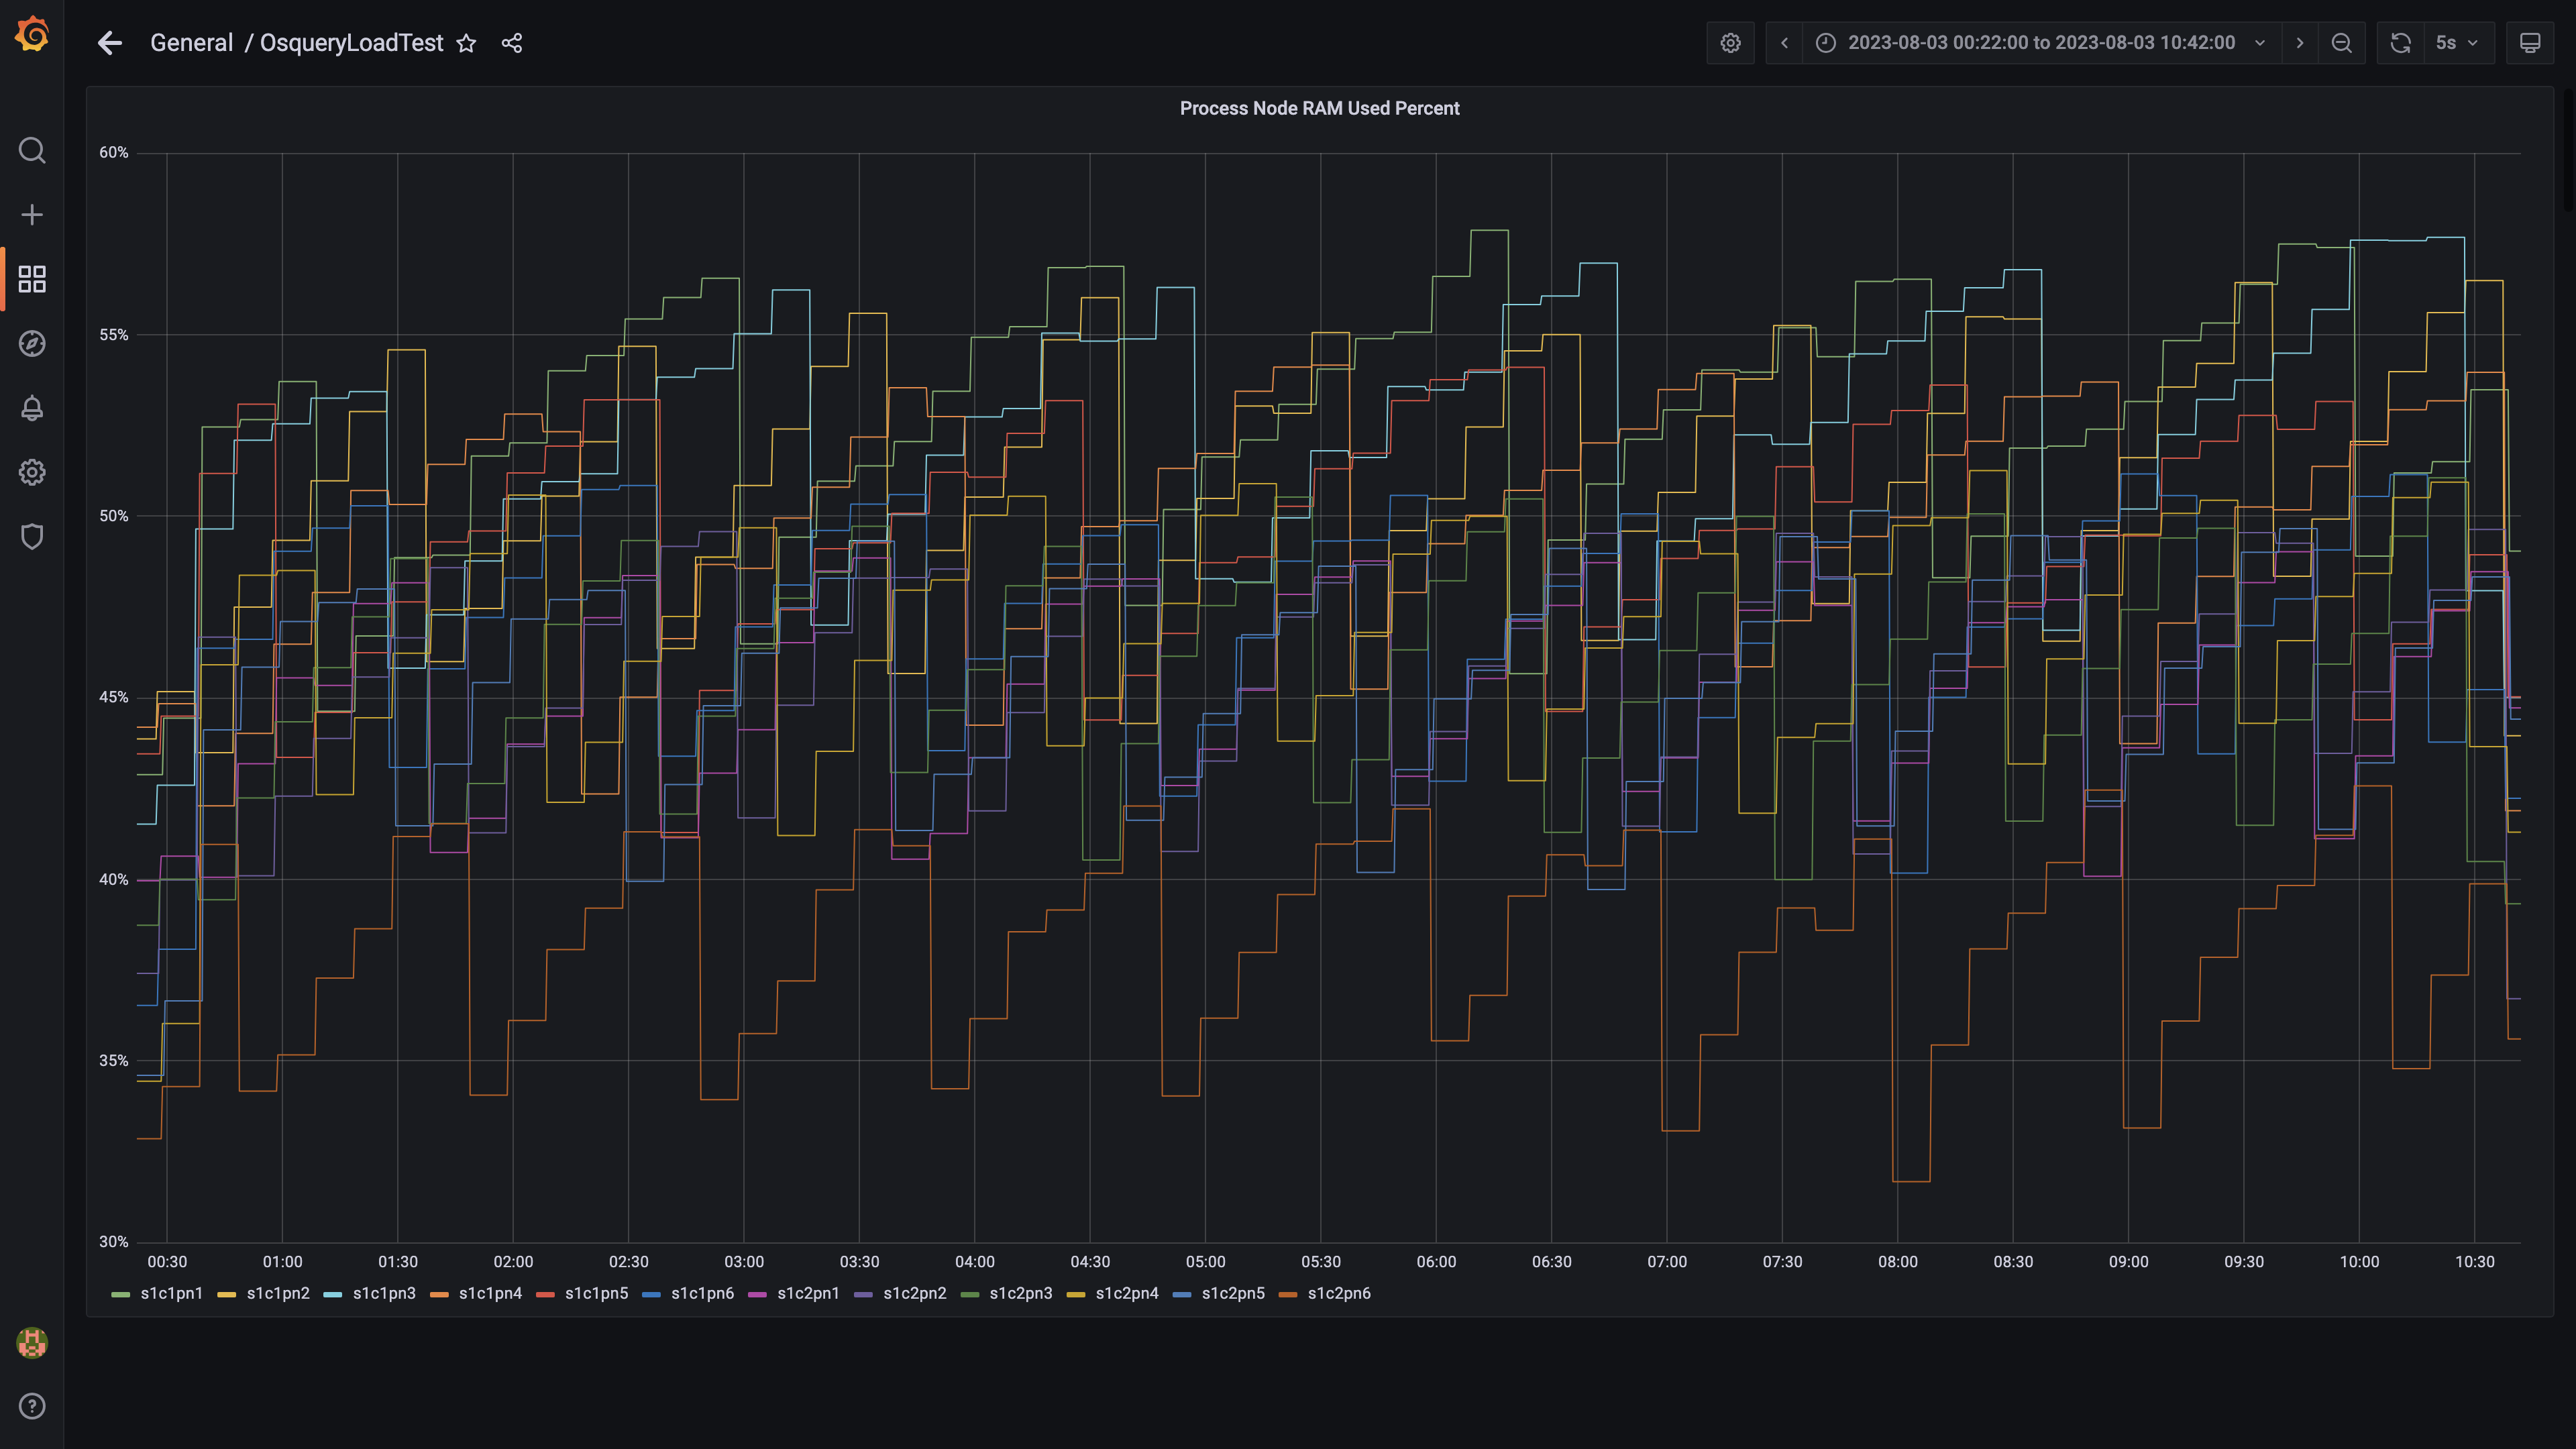 General / OsqueryLoadTest 2023-08-03 00:22:00 to 2023-08-03 10:42:00 5s
Process Node RAM Used Percent
60%
55%
50%
45%
40%
35%
30%
00:30 01:00 01:30 02:00 02:30 03:00 03:30 04:00 04:30 05:00 05:30 06:00 06:30 07:00 07:30 08:00 08:30 09:00 09:30 10:00 10:30
s1c1pn1 s1c1pn2 s1c1pn3 s1c1pn4 s1c1pn5 s1c1pn6 s1c2pn1 s1c2pn2 s1c2pn3 s1c2pn4 s1c2pn5 s1c2pn6